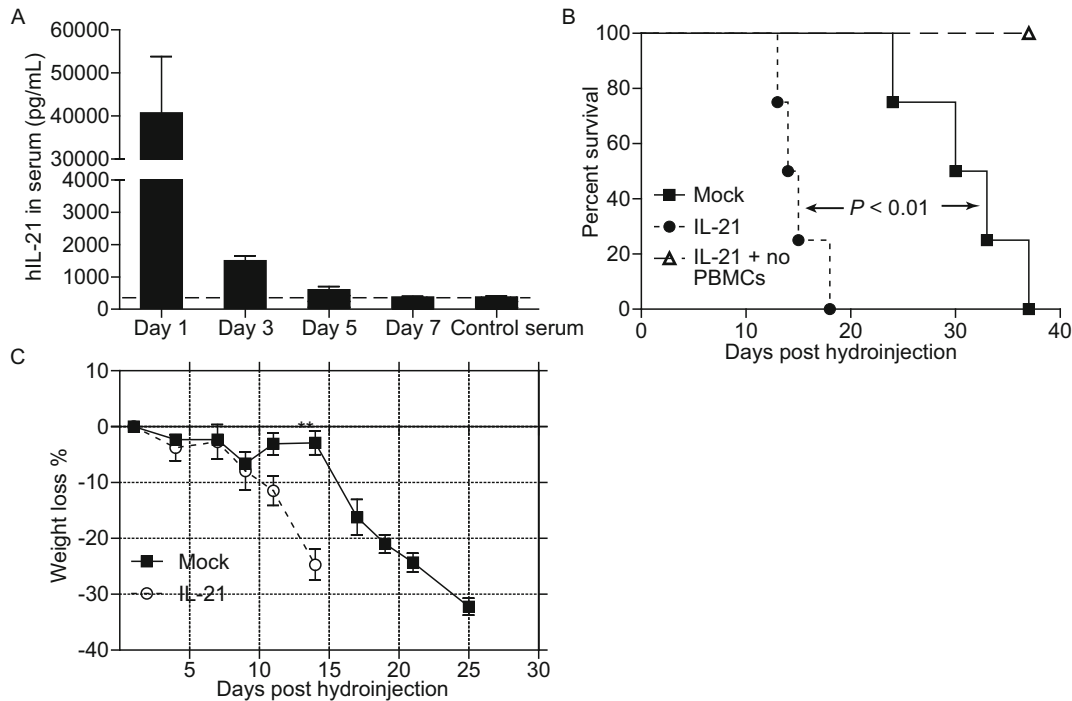 A
hIL-21 in serum (pg/mL)
60000
50000
40000
30000
4000
3000
2000
1000
0
Day 1 Day 3 Day 5 Day 7 Control serum
B
Percent survival
100
80
60
40
20
0
Mock
IL-21
IL-21 + no
PBMCs
P < 0.01
0 10 20 30 40
Days post hydroinjection
C
Weight loss %
10
0
-10
-20
-30
-40
**
Mock
IL-21
5 10 15 20 25 30
Days post hydroinjection